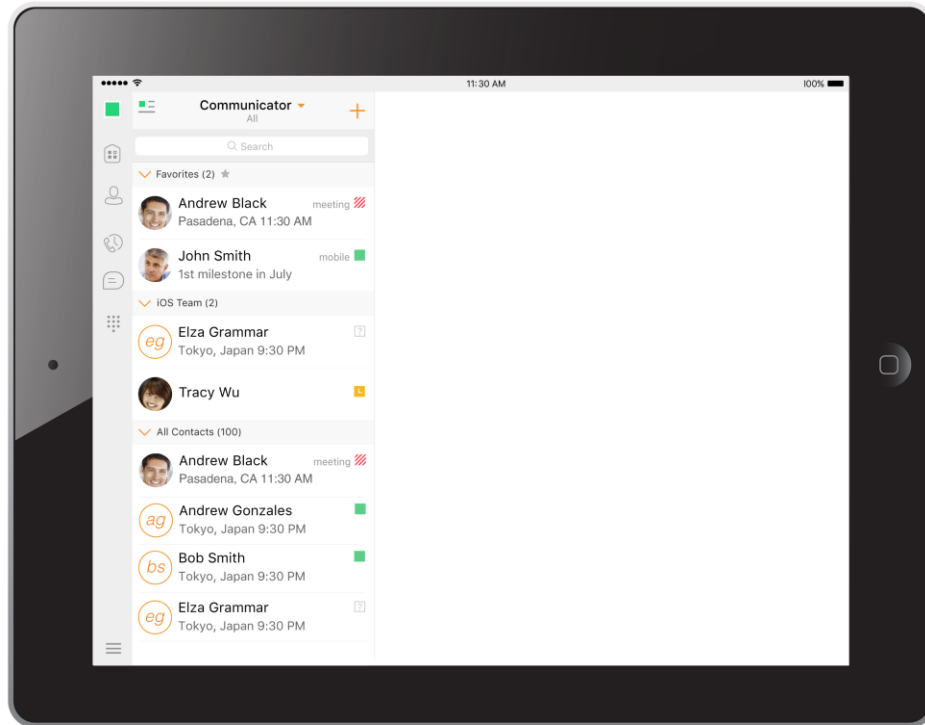 11:30 AM
100%
Communicator
All
Search
Favorites (2)
Andrew Black
meeting
Pasadena, CA 11:30 AM
John Smith
mobile
1st milestone in July
iOS Team (2)
eg
Elza Grammar
?
Tokyo, Japan 9:30 PM
Tracy Wu
L
All Contacts (100)
Andrew Black
meeting
Pasadena, CA 11:30 AM
ag
Andrew Gonzales
Tokyo, Japan 9:30 PM
bs
Bob Smith
Tokyo, Japan 9:30 PM
eg
Elza Grammar
?
Tokyo, Japan 9:30 PM